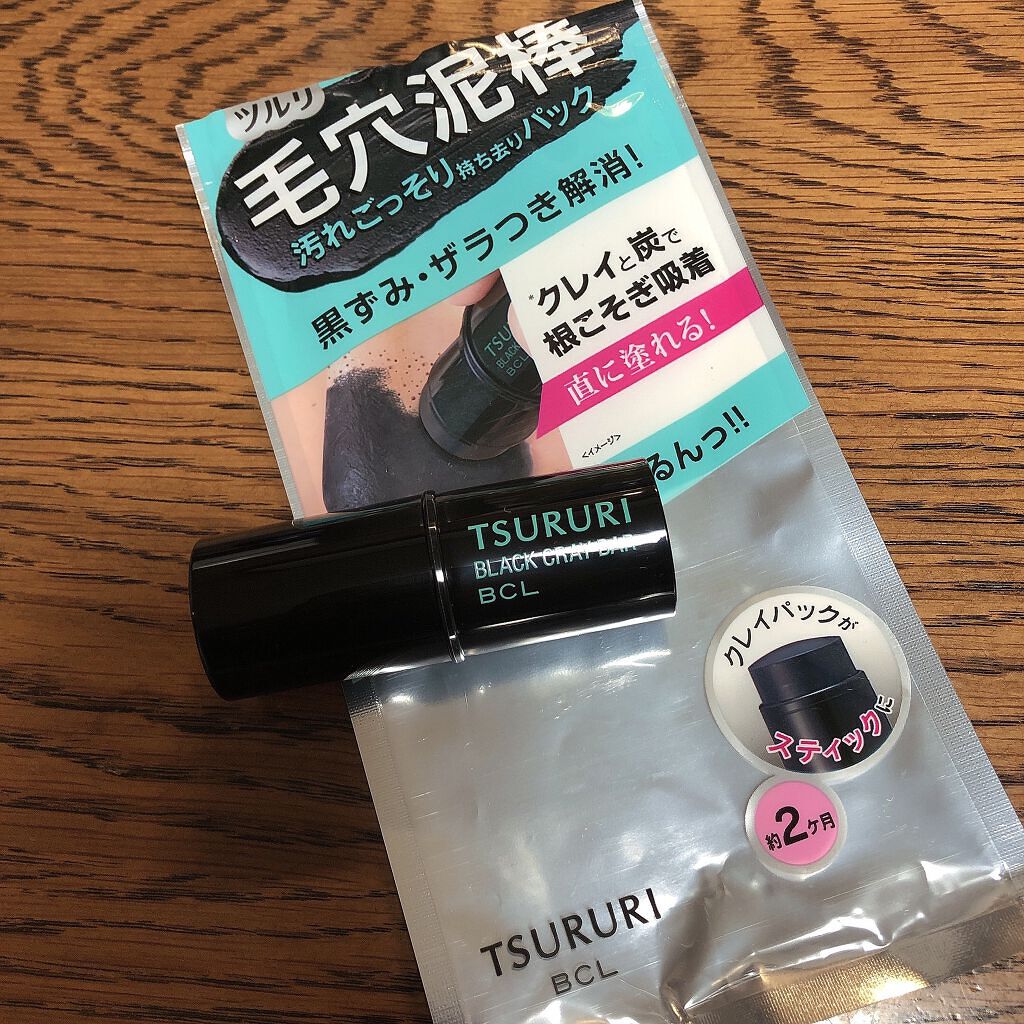 ツルリ
毛穴泥棒
汚れごっそり持ち去りパック
黒ずみ・ザラつき解消!
*クレイと炭で
根こそぎ吸着
直に塗れる!
TSURURI
BLACK
BCL
<イメージ>
るんっ!!
TSURURI
BLACK CRAY BAR
BCL
クレイパックが
スティックに
約2ヶ月
TSURURI
BCL